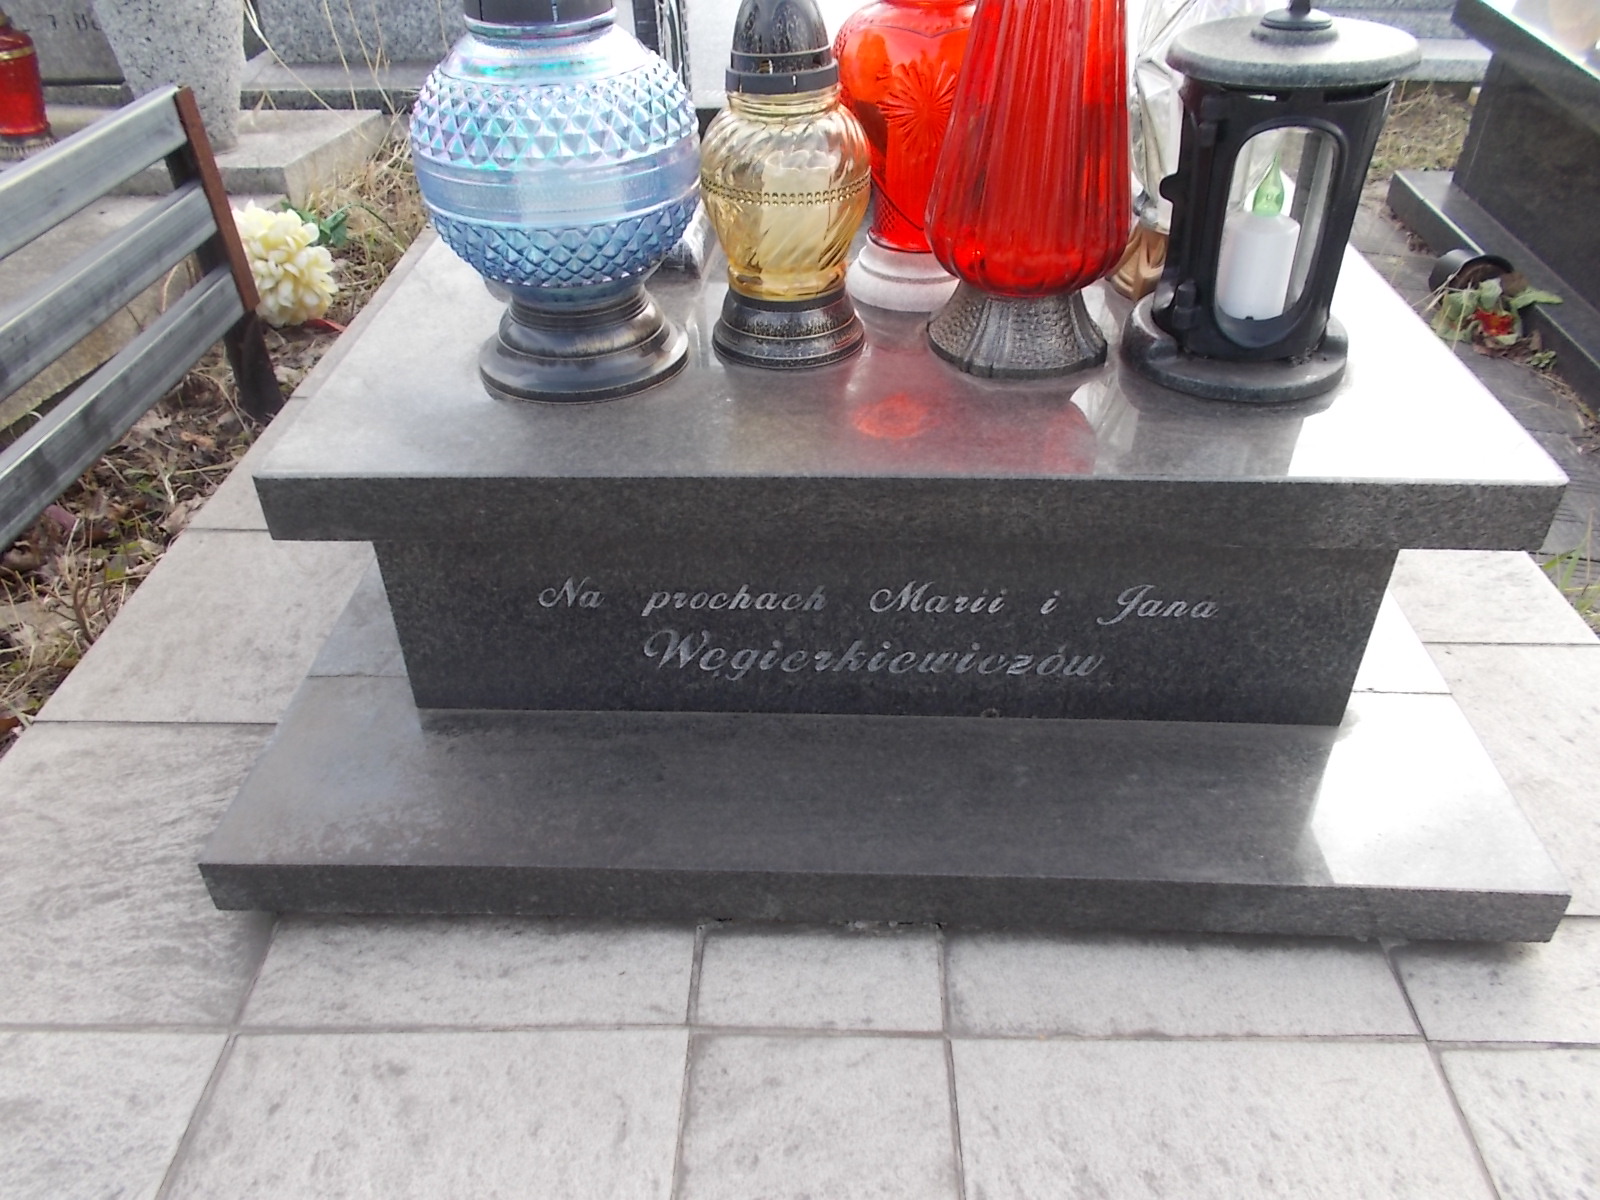 Na prochach Marii i Jana
Węgierkiewiczów